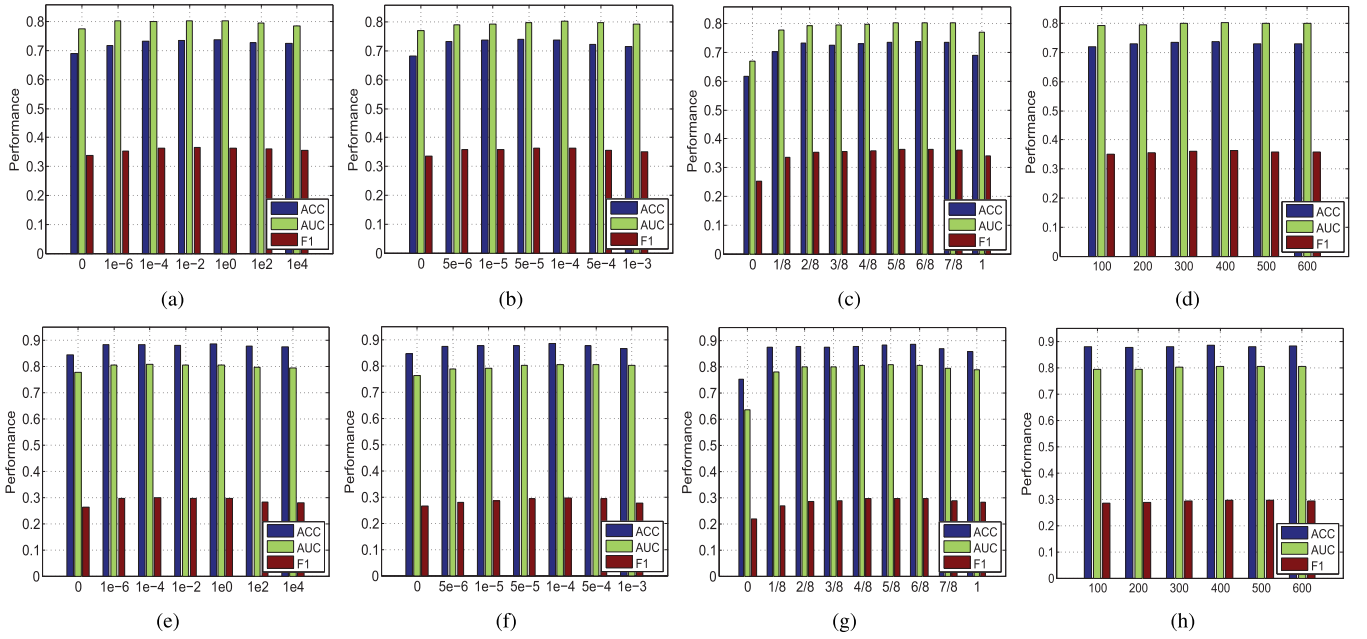 Performance
0.8
0.7
0.6
0.5
0.4
0.3
0.2
0.1
0
ACC
AUC
F1
0 1e−6 1e−4 1e−2 1e0 1e2 1e4
(a)
Performance
0.8
0.7
0.6
0.5
0.4
0.3
0.2
0.1
0
ACC
AUC
F1
0 5e−6 1e−5 5e−5 1e−4 5e−4 1e−3
(b)
Performance
0.8
0.7
0.6
0.5
0.4
0.3
0.2
0.1
0
ACC
AUC
F1
0 1/8 2/8 3/8 4/8 5/8 6/8 7/8 1
(c)
Performance
0.8
0.7
0.6
0.5
0.4
0.3
0.2
0.1
0
ACC
AUC
F1
100 200 300 400 500 600
(d)
Performance
0.9
0.8
0.7
0.6
0.5
0.4
0.3
0.2
0.1
0
ACC
AUC
F1
0 1e−6 1e−4 1e−2 1e0 1e2 1e4
(e)
Performance
0.9
0.8
0.7
0.6
0.5
0.4
0.3
0.2
0.1
0
ACC
AUC
F1
0 5e−6 1e−5 5e−5 1e−4 5e−4 1e−3
(f)
Performance
0.9
0.8
0.7
0.6
0.5
0.4
0.3
0.2
0.1
0
ACC
AUC
F1
0 1/8 2/8 3/8 4/8 5/8 6/8 7/8 1
(g)
Performance
0.9
0.8
0.7
0.6
0.5
0.4
0.3
0.2
0.1
0
ACC
AUC
F1
100 200 300 400 500 600
(h)